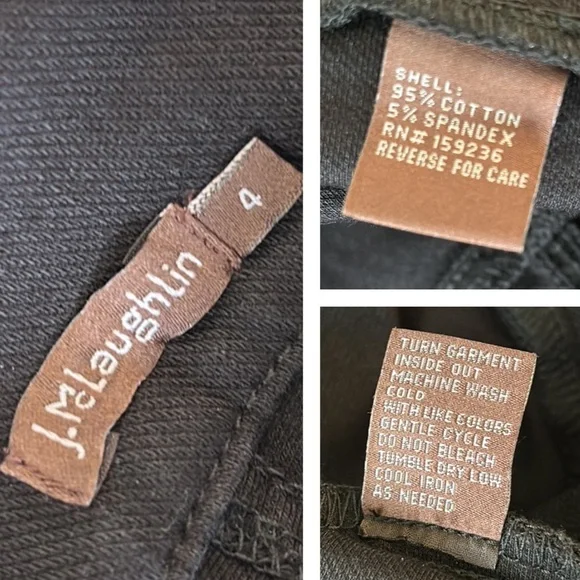 J.McLaughlin
4
SHELL:
95% COTTON
5% SPANDEX
RN# 159236
REVERSE FOR CARE
TURN GARMENT
INSIDE OUT
MACHINE WASH
COLD
WITH LIKE COLORS
GENTLE CYCLE
DO NOT BLEACH
TUMBLE DRY LOW
COOL IRON
AS NEEDED